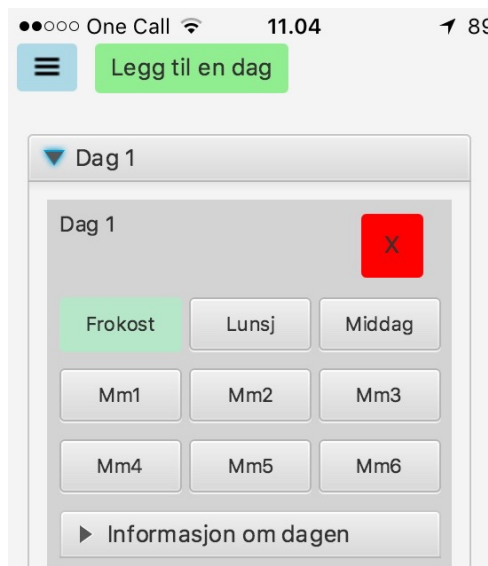 One Call 11.04 89
Legg til en dag
Dag 1
Dag 1
X
Frokost Lunsj Middag
Mm1 Mm2 Mm3
Mm4 Mm5 Mm6
Informasjon om dagen